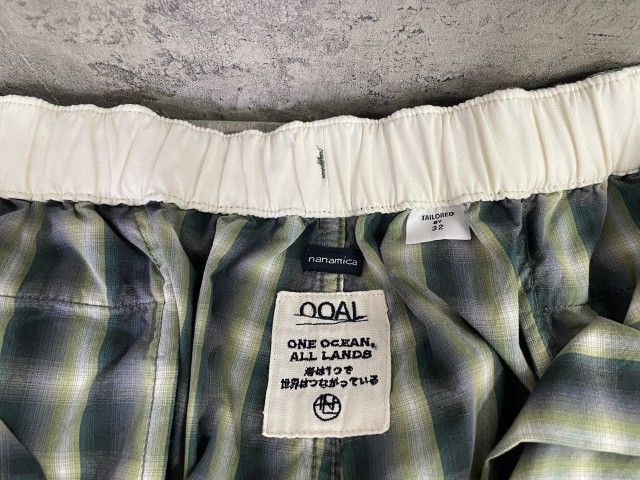 TAILORED
BY
32
nanamica
OOAL
ONE OCEAN,
ALL LANDS
海は1つで
世界はつながっている